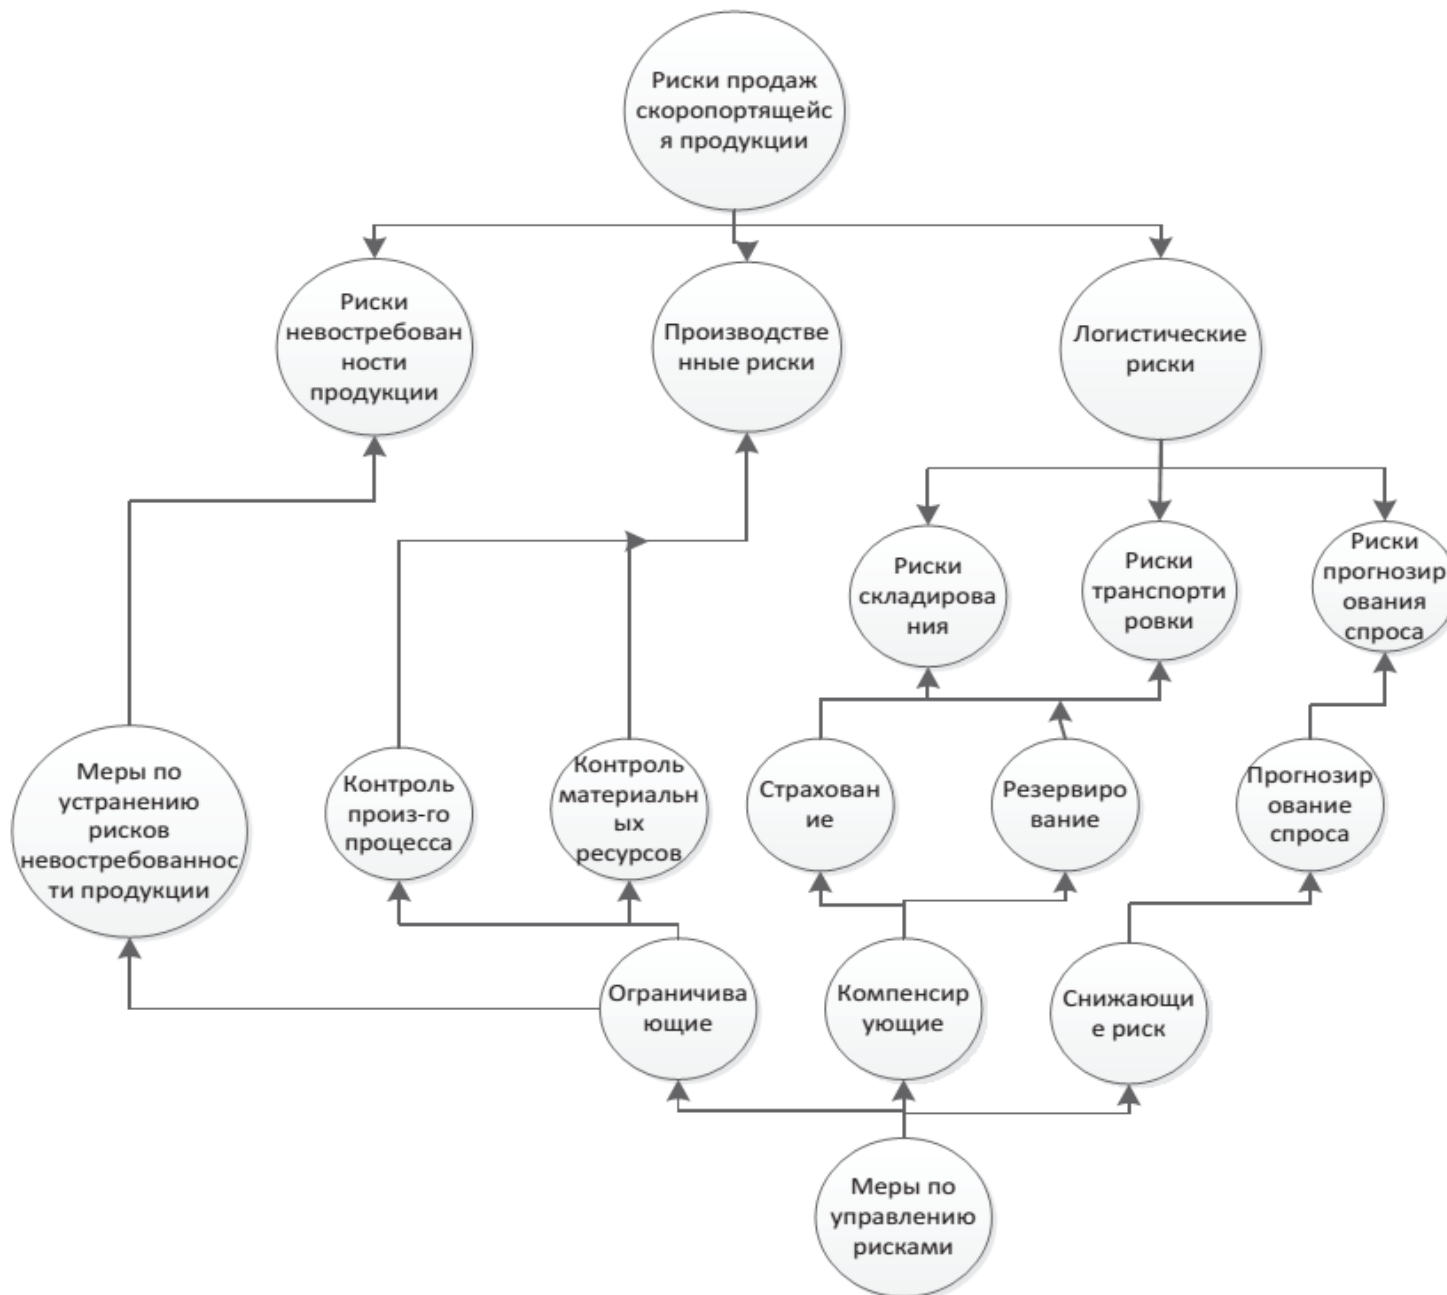 Риски продаж
скоропортящейс
я продукции
Риски
невостребован
ности
продукции
Производстве
нные риски
Логистические
риски
Риски
складирова
ния
Риски
транспорти
ровки
Риски
прогнозир
ования
спроса
Меры по
устранению
рисков
невостребованнос
ти продукции
Контроль
произ-го
процесса
Контроль
материальн
ых
ресурсов
Страхован
ие
Резервиро
вание
Прогнозир
ование
спроса
Ограничива
ющие
Компенсир
ующие
Снижающи
е риск
Меры по
управлению
рисками